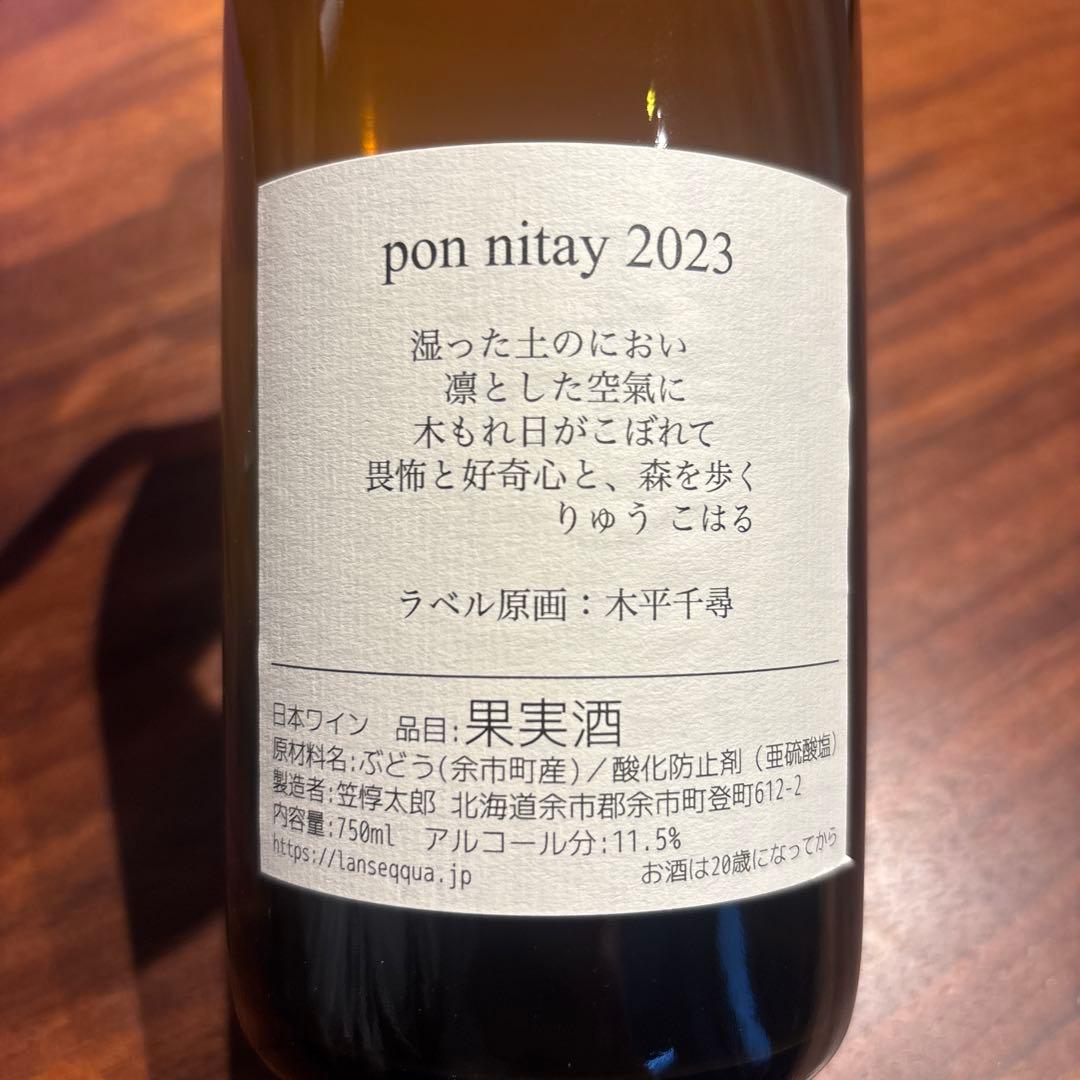 pon nitay 2023
湿った土のにおい
凛とした空氣に
木もれ日がこぼれて
畏怖と好奇心と、森を歩く
りゅう こはる
ラベル原画：木平千尋
日本ワイン 品目:果実酒
原材料名:ぶどう(余市町産)／酸化防止剤（亜硫酸塩）
製造者:笠惇太郎 北海道余市郡余市町登町612-2
内容量:750ml アルコール分:11.5%
https://lanseqqua.jp お酒は20歳になってから